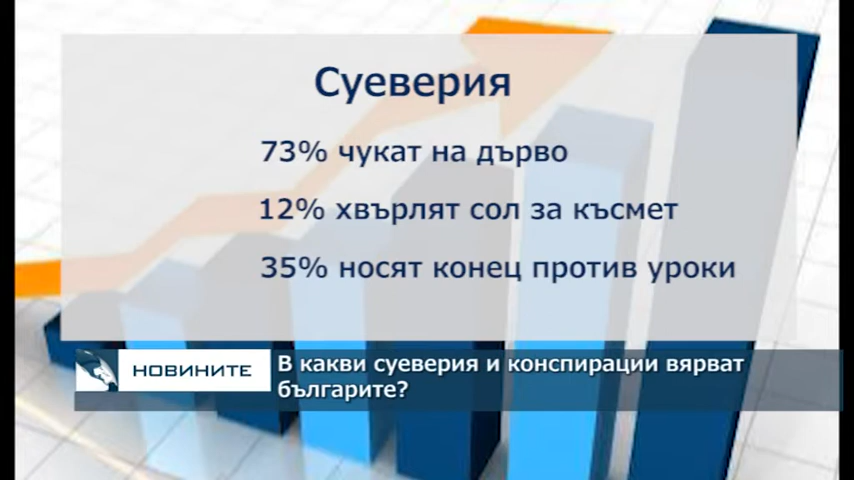 Суеверия
73% чукат на дърво
12% хвърлят сол за късмет
35% носят конец против уроки
НОВИНИТЕ
В какви суеверия и конспирации вярват
българите?